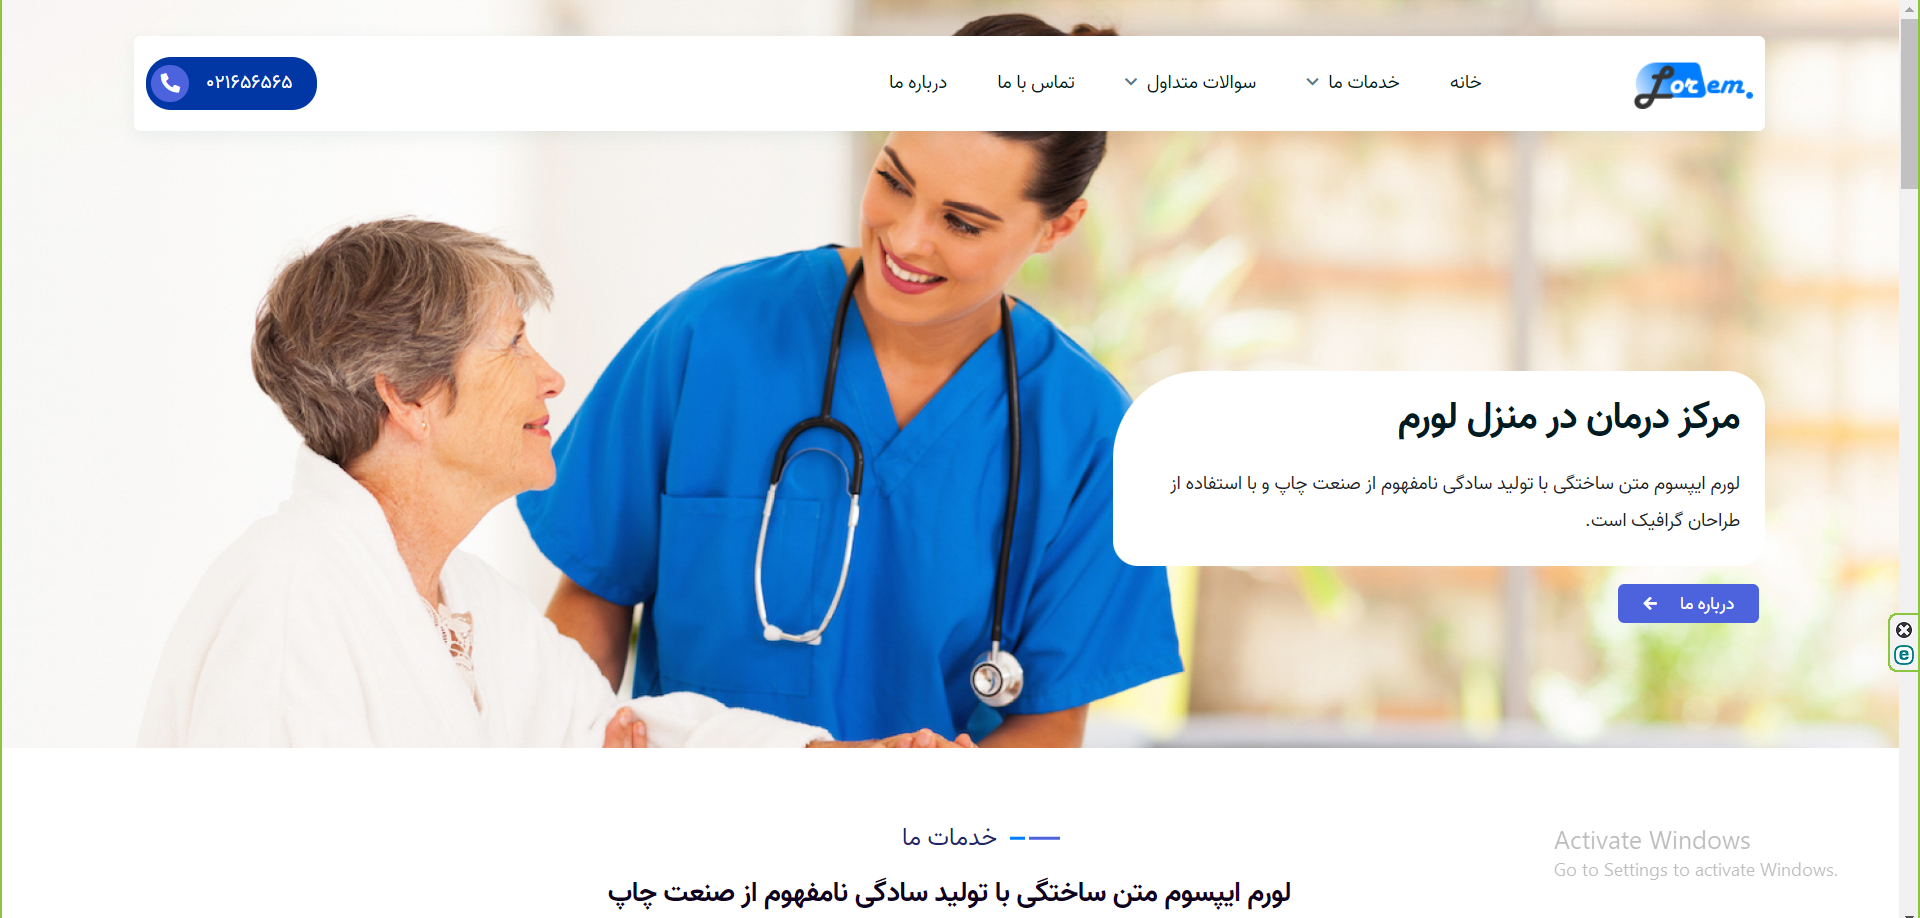 Lorem.
خانه
خدمات ما
سوالات متداول
تماس با ما
درباره ما
۰۲۱۶۵۶۵۶۵
مرکز درمان در منزل لورم
لورم ایپسوم متن ساختگی با تولید سادگی نامفهوم از صنعت چاپ و با استفاده از
طراحان گرافیک است.
درباره ما
خدمات ما
لورم ایپسوم متن ساختگی با تولید سادگی نامفهوم از صنعت چاپ
Activate Windows
Go to Settings to activate Windows.